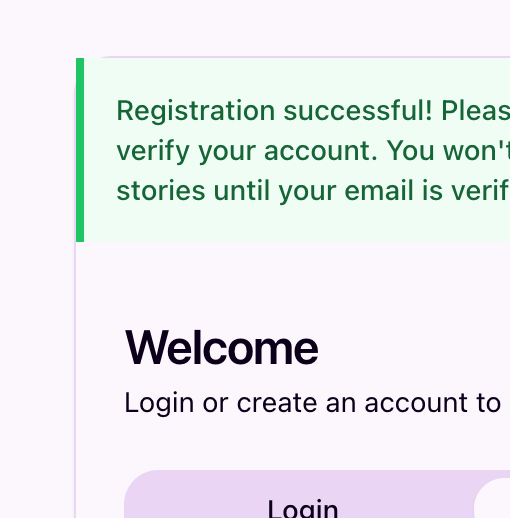 Registration successful! Pleas
verify your account. You won't
stories until your email is verif
Welcome
Login or create an account to
Login